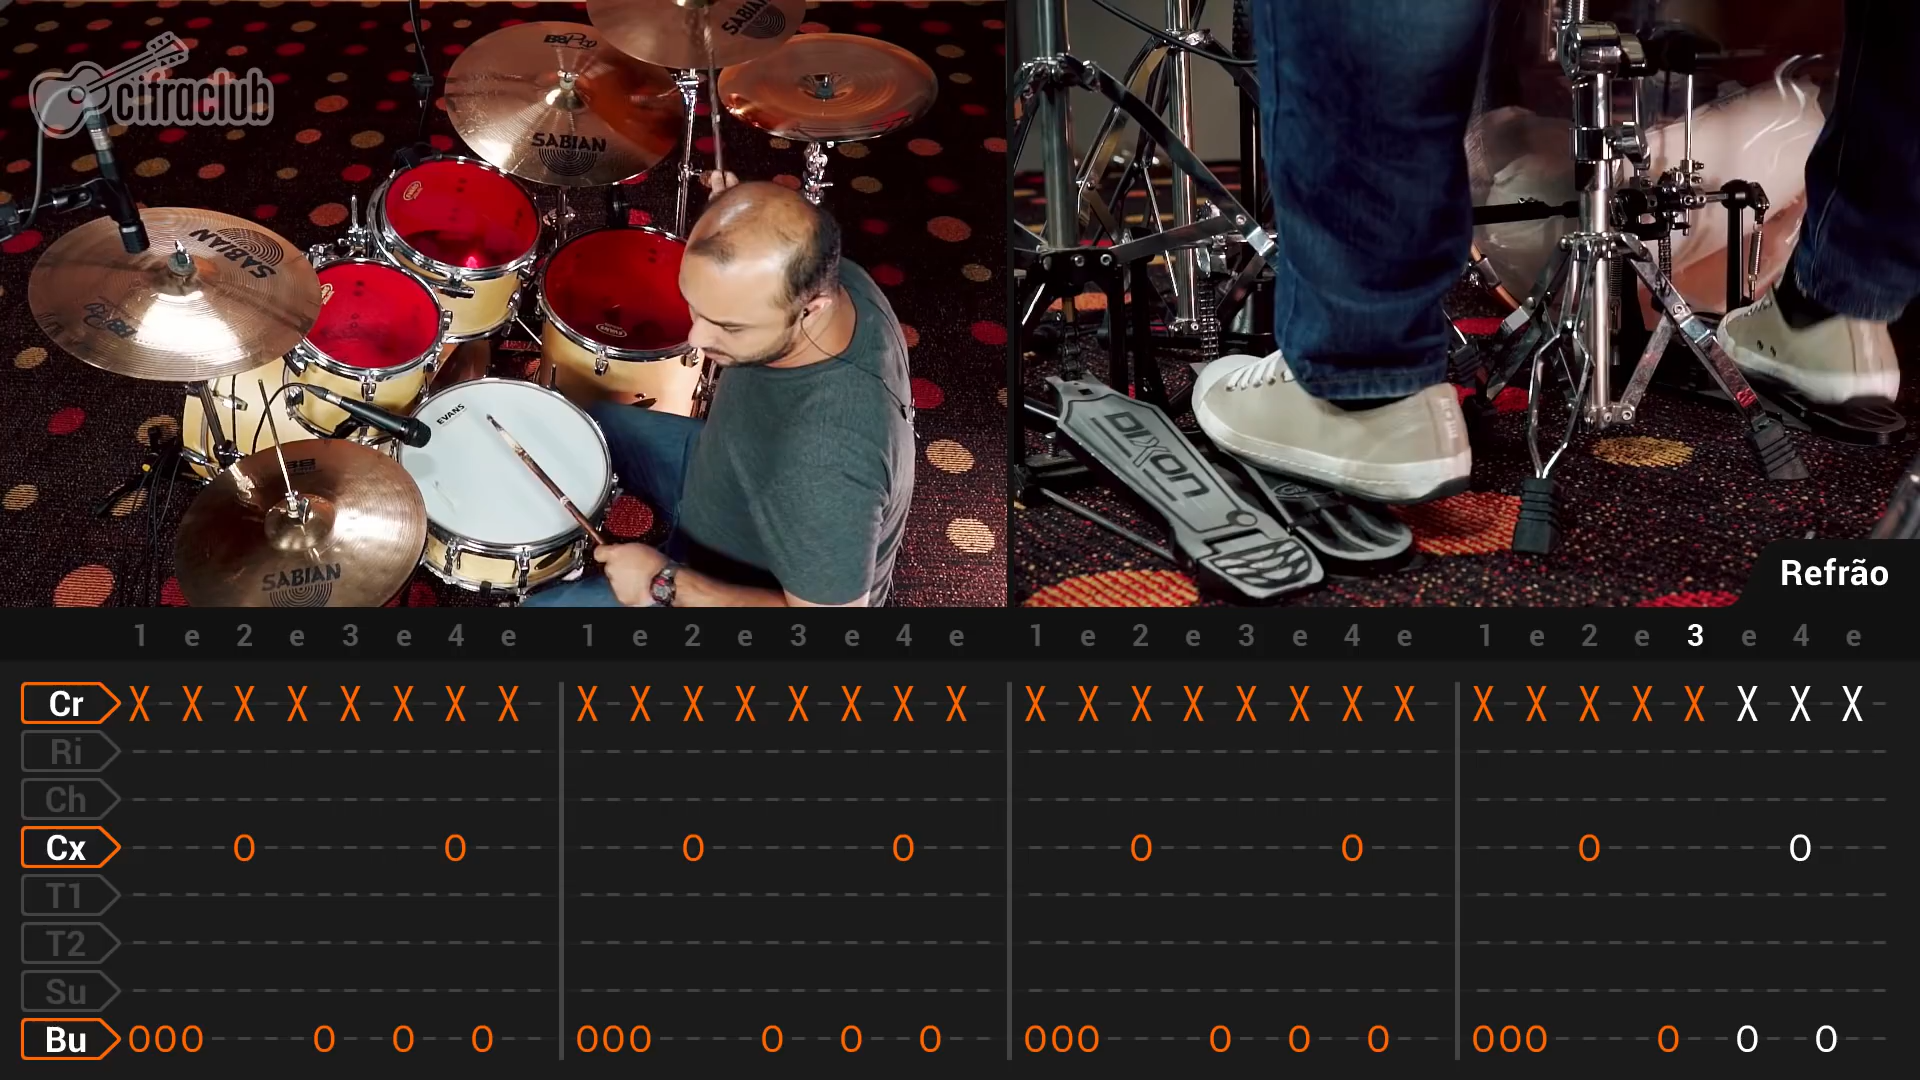 cifraclub
SABIAN
B8Pro
SABIAN
SABIAN
EVANS
SABIAN
DIXON
Refrão
1 e 2 e 3 e 4 e 1 e 2 e 3 e 4 e 1 e 2 e 3 e 4 e 1 e 2 e 3 e 4 e
Cr X-X-X-X-X-X-X-X- X-X-X-X-X-X-X-X- X-X-X-X-X-X-X-X- X-X-X-X-X-X-X-X-
Ri ---------------- ---------------- ---------------- ----------------
Ch ---------------- ---------------- ---------------- ----------------
Cx ----O-------O--- ----O-------O--- ----O-------O--- ----O-------O---
T1 ---------------- ---------------- ---------------- ----------------
T2 ---------------- ---------------- ---------------- ----------------
Su ---------------- ---------------- ---------------- ----------------
Bu OOO----O--O--O-- OOO----O--O--O-- OOO----O--O--O-- OOO----O--O--O--